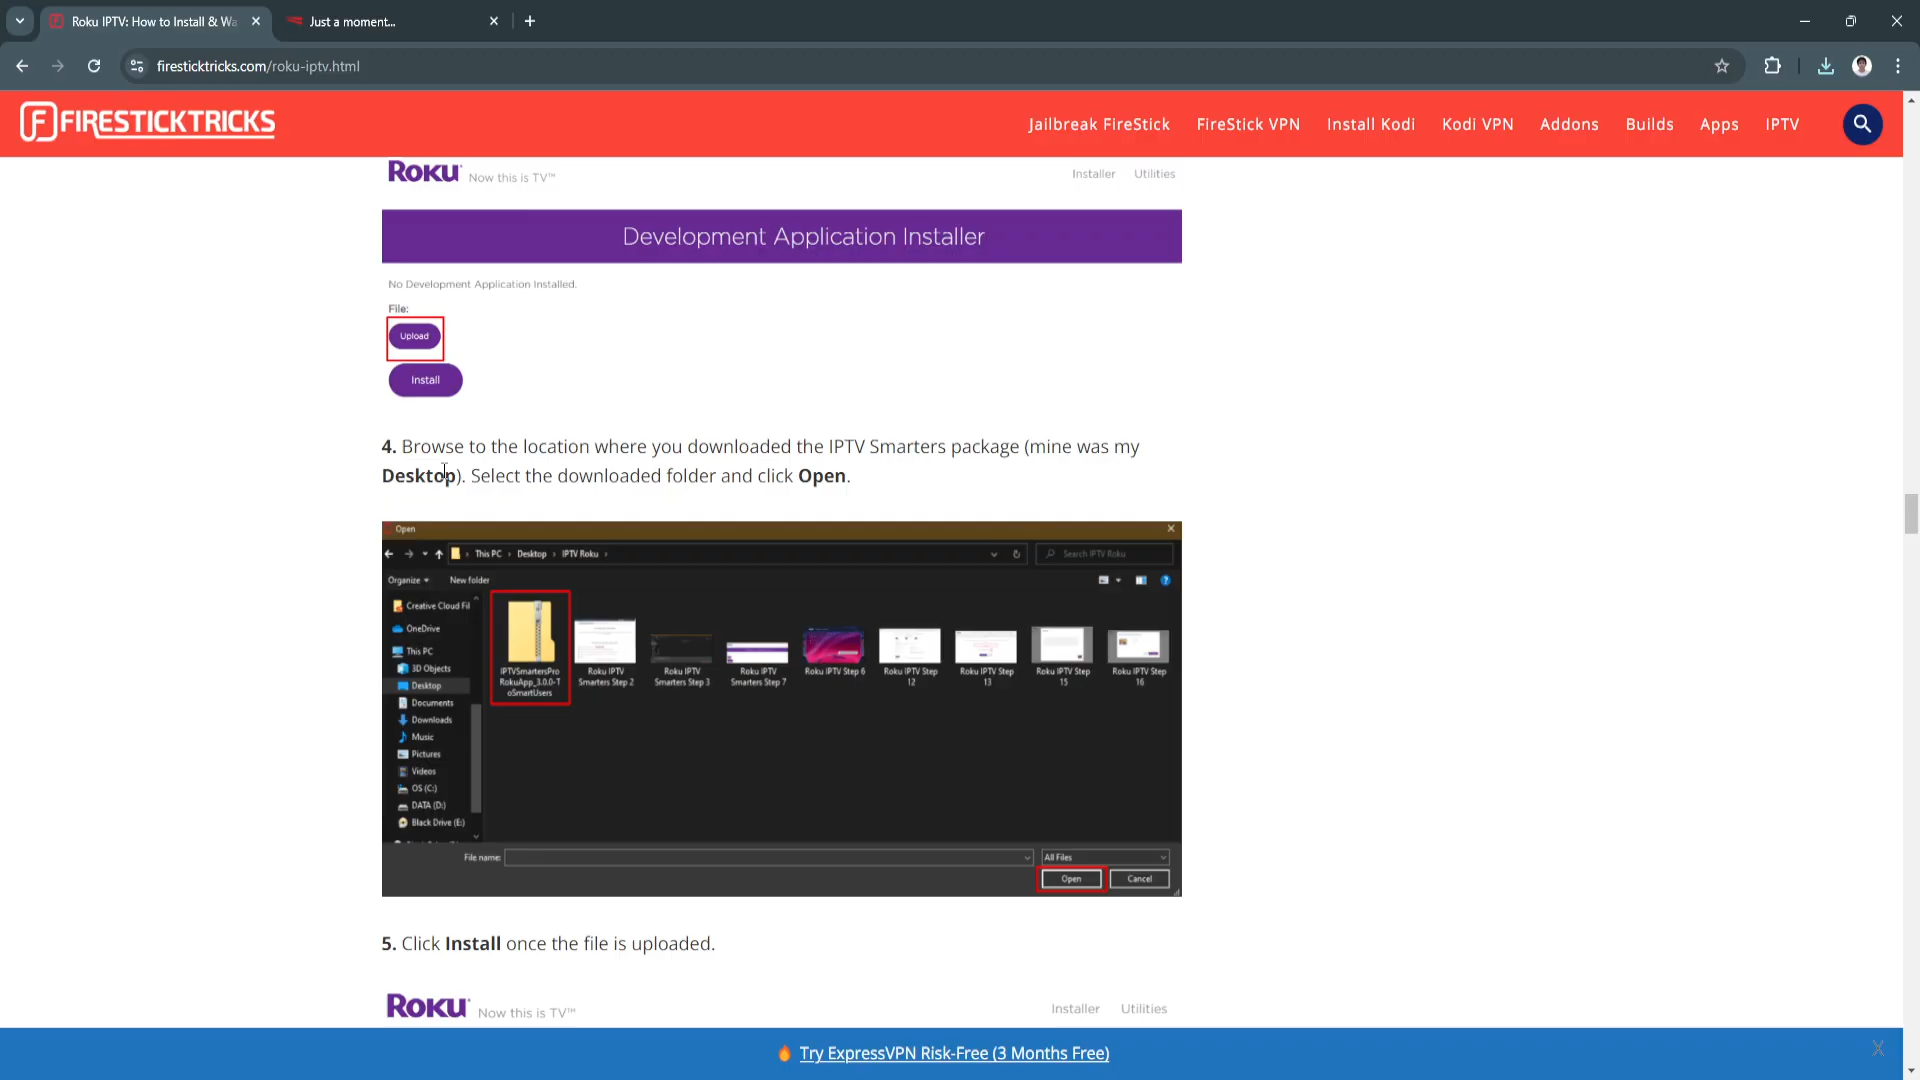 Roku IPTV: How to Install & Wa
Just a moment...
firesticktricks.com/roku-iptv.html
FIRESTICKTRICKS
Jailbreak FireStick
FireStick VPN
Install Kodi
Kodi VPN
Addons
Builds
Apps
IPTV
Roku Now this is TV™
Installer
Utilities
Development Application Installer
No Development Application Installed.
File:
Upload
Install
4. Browse to the location where you downloaded the IPTV Smarters package (mine was my
Desktop). Select the downloaded folder and click Open.
Open
This PC > Desktop > IPTV Roku >
Search IPTV Roku
Organize
New folder
Creative Cloud Fil
OneDrive
This PC
3D Objects
Desktop
Documents
Downloads
Music
Pictures
Videos
OS (C:)
DATA (D:)
Black Drive (E:)
IPTVSmartersPro
RokuApp_3.0.0-T
oSmartUsers
Roku IPTV
Smarters Step 2
Roku IPTV
Smarters Step 3
Roku IPTV
Smarters Step 7
Roku IPTV Step 6
Roku IPTV Step
12
Roku IPTV Step
13
Roku IPTV Step
15
Roku IPTV Step
16
File name:
All Files
Open
Cancel
5. Click Install once the file is uploaded.
Roku Now this is TV™
Installer
Utilities
Try ExpressVPN Risk-Free (3 Months Free)
X